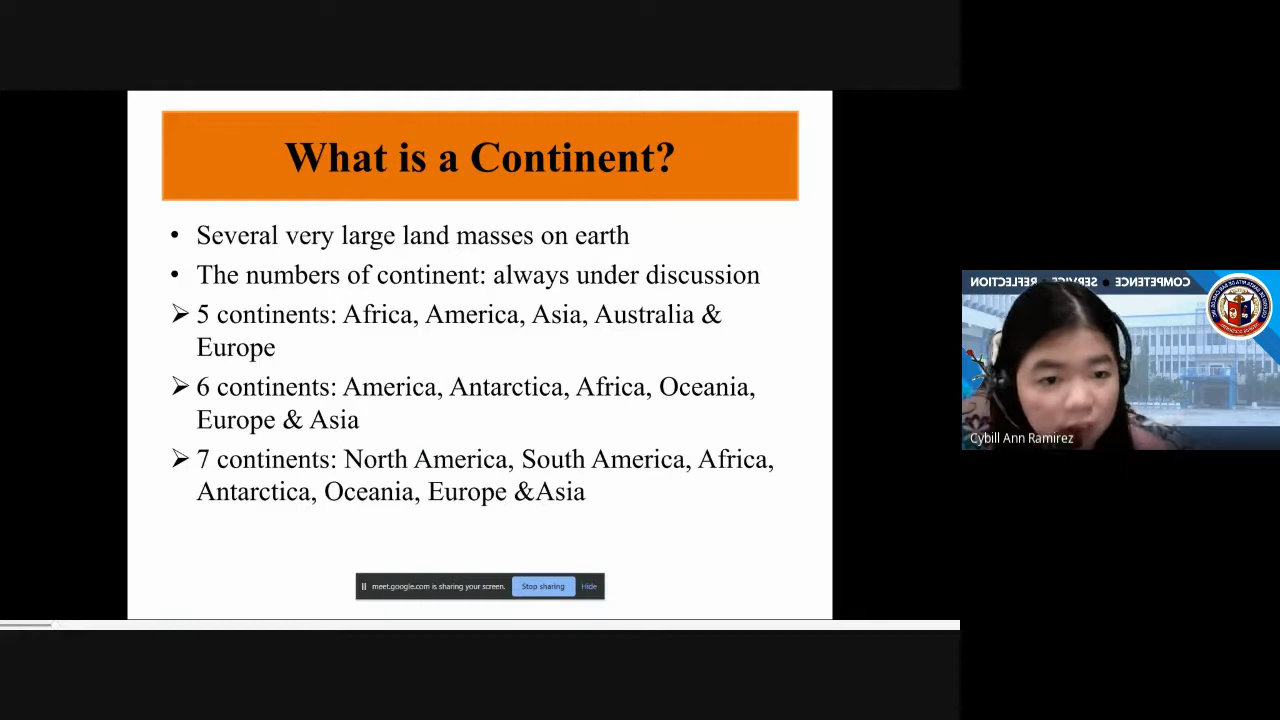 What is a Continent?
• Several very large land masses on earth
• The numbers of continent: always under discussion
➢ 5 continents: Africa, America, Asia, Australia &
Europe
➢ 6 continents: America, Antarctica, Africa, Oceania,
Europe & Asia
➢ 7 continents: North America, South America, Africa,
Antarctica, Oceania, Europe &Asia
meet.google.com is sharing your screen. Stop sharing Hide
COMPETENCE • SERVICE • REFLECTION
Cybill Ann Ramirez